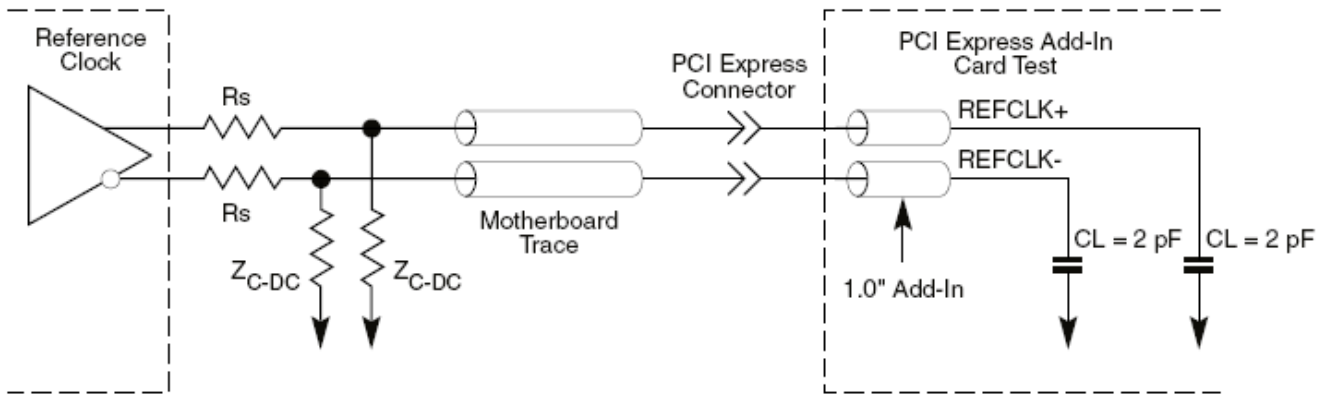 Reference
Clock
PCI Express Add-In
Card Test
PCI Express
Connector
Rs
REFCLK+
REFCLK-
Rs
Motherboard
Trace
ZC-DC
ZC-DC
1.0" Add-In
CL = 2 pF
CL = 2 pF